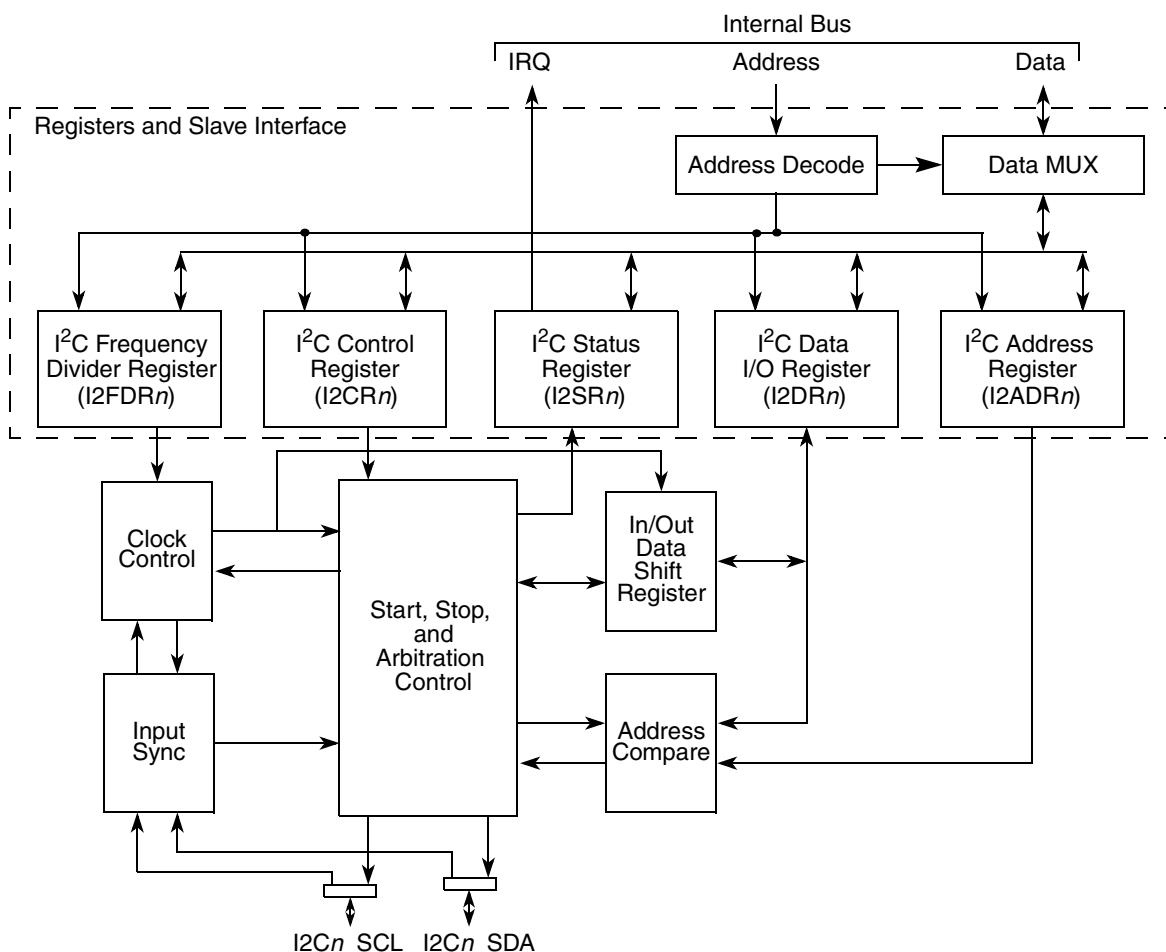 Internal Bus
IRQ
Address
Data
Registers and Slave Interface
Address Decode
Data MUX
I²C Frequency
Divider Register
(I2FDRn)
I²C Control
Register
(I2CRn)
I²C Status
Register
(I2SRn)
I²C Data
I/O Register
(I2DRn)
I²C Address
Register
(I2ADRn)
Clock
Control
Start, Stop,
and
Arbitration
Control
In/Out
Data
Shift
Register
Input
Sync
Address
Compare
I2Cn_SCL
I2Cn_SDA